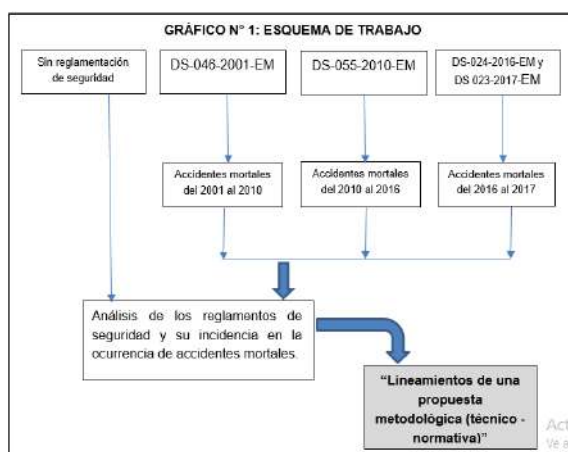 GRÁFICO N° 1: ESQUEMA DE TRABAJO
Sin reglamentación
de seguridad
DS-046-2001-EM
DS-055-2010-EM
DS-024-2016-EM y
DS 023-2017-EM
Accidentes mortales
del 2001 al 2010
Accidentes mortales
del 2010 al 2016
Accidentes mortales
del 2016 al 2017
Análisis de los reglamentos de
seguridad y su incidencia en la
ocurrencia de accidentes mortales.
“Lineamientos de una
propuesta
metodológica (técnico -
normativa)”
Act
Ve a